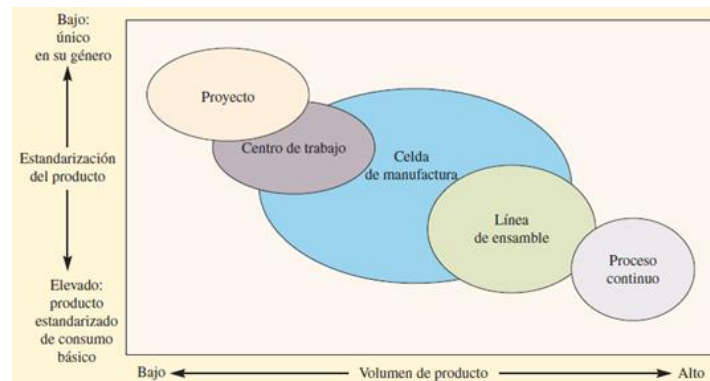 Bajo:
único
en su género
Estandarización
del producto
Elevado:
producto
estandarizado
de consumo
básico
Proyecto
Centro de trabajo
Celda
de manufactura
Línea
de ensamble
Proceso
continuo
Bajo
Volumen de producto
Alto